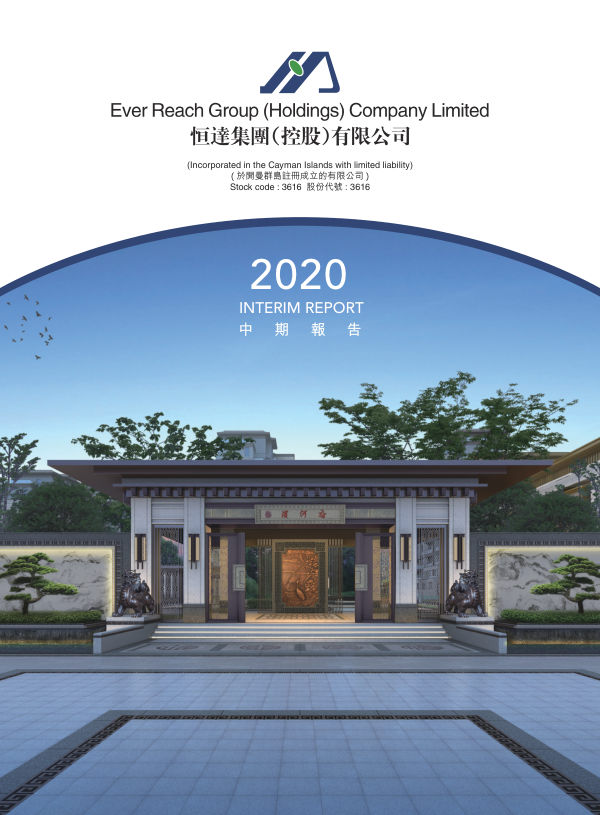 Ever Reach Group (Holdings) Company Limited
恒達集團(控股)有限公司
(Incorporated in the Cayman Islands with limited liability)
(於開曼群島註冊成立的有限公司)
Stock code : 3616 股份代號 : 3616
2020
INTERIM REPORT
中期報告